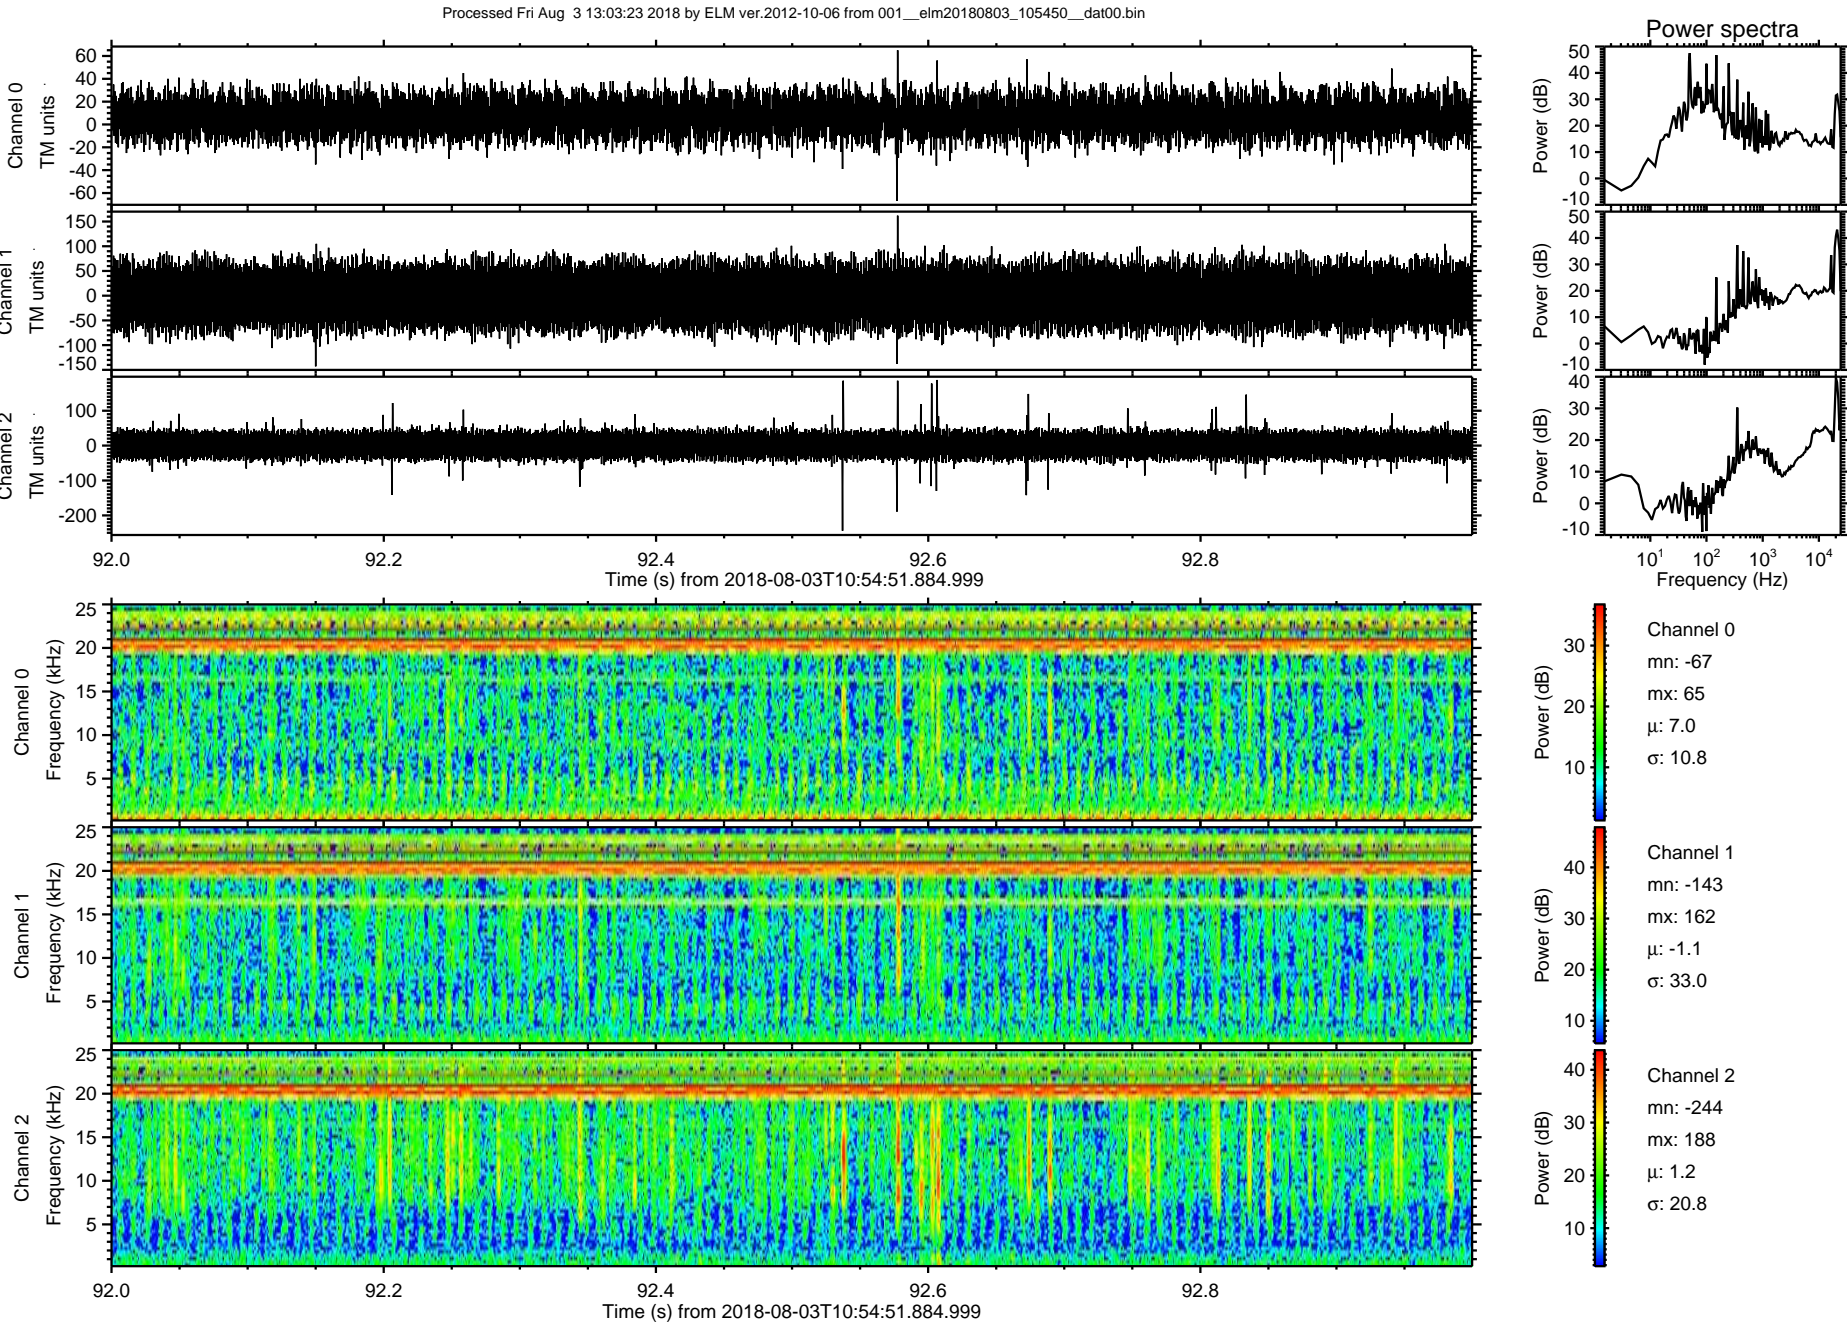 Processed Fri Aug  3 13:03:23 2018 by ELM ver.2012-10-06 from 001__elm20180803_105450__dat00.bin
Power spectra
Channel 0
TM units
60
40
20
0
-20
-40
-60
Power (dB)
50
40
30
20
10
0
-10
Channel 1
TM units
150
100
50
0
-50
-100
-150
Power (dB)
50
40
30
20
10
0
-10
Channel 2
TM units
100
0
-100
-200
Power (dB)
40
30
20
10
0
-10
92.0 92.2 92.4 92.6 92.8
Time (s) from 2018-08-03T10:54:51.884.999
10¹ 10² 10³ 10⁴
Frequency (Hz)
Channel 0
Frequency (kHz)
25
20
15
10
5
Power (dB)
30
20
10
Channel 0
mn: -67
mx: 65
μ: 7.0
σ: 10.8
Channel 1
Frequency (kHz)
25
20
15
10
5
Power (dB)
40
30
20
10
Channel 1
mn: -143
mx: 162
μ: -1.1
σ: 33.0
Channel 2
Frequency (kHz)
25
20
15
10
5
Power (dB)
40
30
20
10
Channel 2
mn: -244
mx: 188
μ: 1.2
σ: 20.8
92.0 92.2 92.4 92.6 92.8
Time (s) from 2018-08-03T10:54:51.884.999